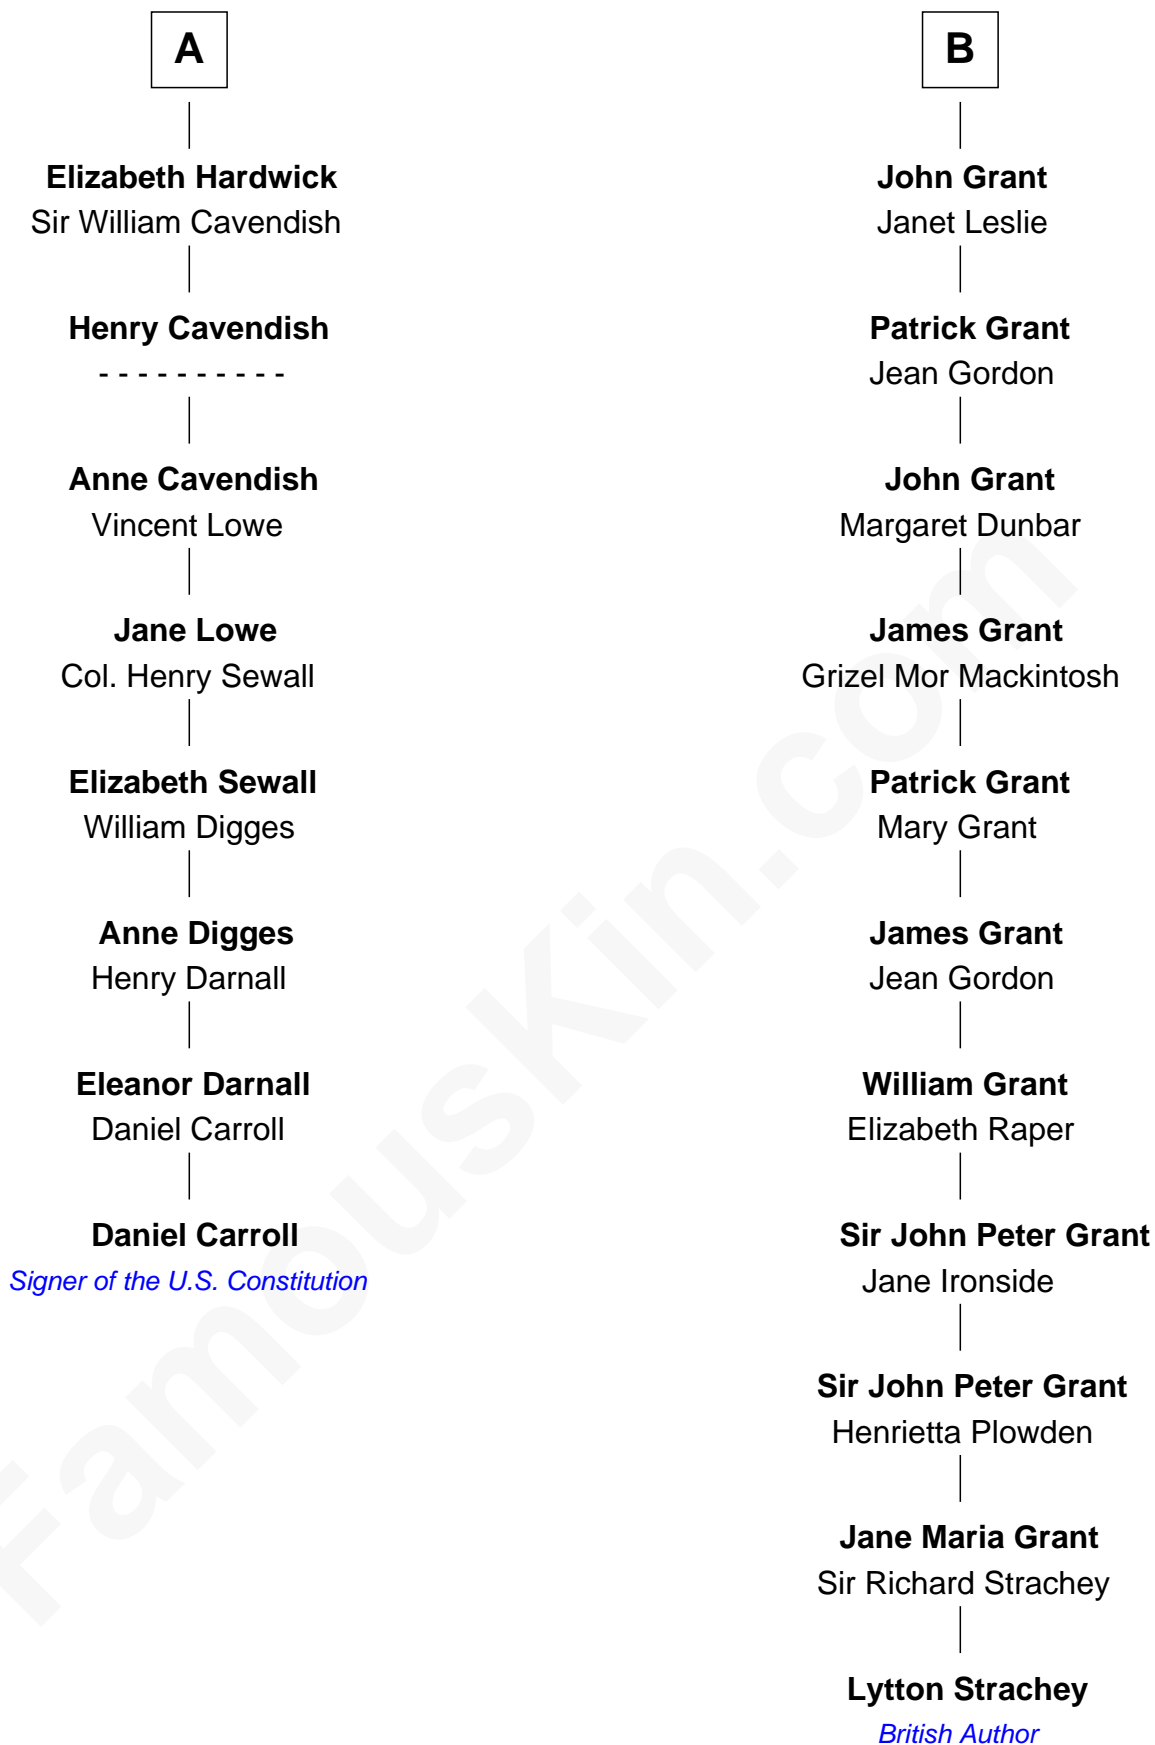 A
Elizabeth Hardwick
Sir William Cavendish
Henry Cavendish
- - - - - - - - - -
Anne Cavendish
Vincent Lowe
Jane Lowe
Col. Henry Sewall
Elizabeth Sewall
William Digges
Anne Digges
Henry Darnall
Eleanor Darnall
Daniel Carroll
Daniel Carroll
Signer of the U.S. Constitution
B
John Grant
Janet Leslie
Patrick Grant
Jean Gordon
John Grant
Margaret Dunbar
James Grant
Grizel Mor Mackintosh
Patrick Grant
Mary Grant
James Grant
Jean Gordon
William Grant
Elizabeth Raper
Sir John Peter Grant
Jane Ironside
Sir John Peter Grant
Henrietta Plowden
Jane Maria Grant
Sir Richard Strachey
Lytton Strachey
British Author
FamousKin.com